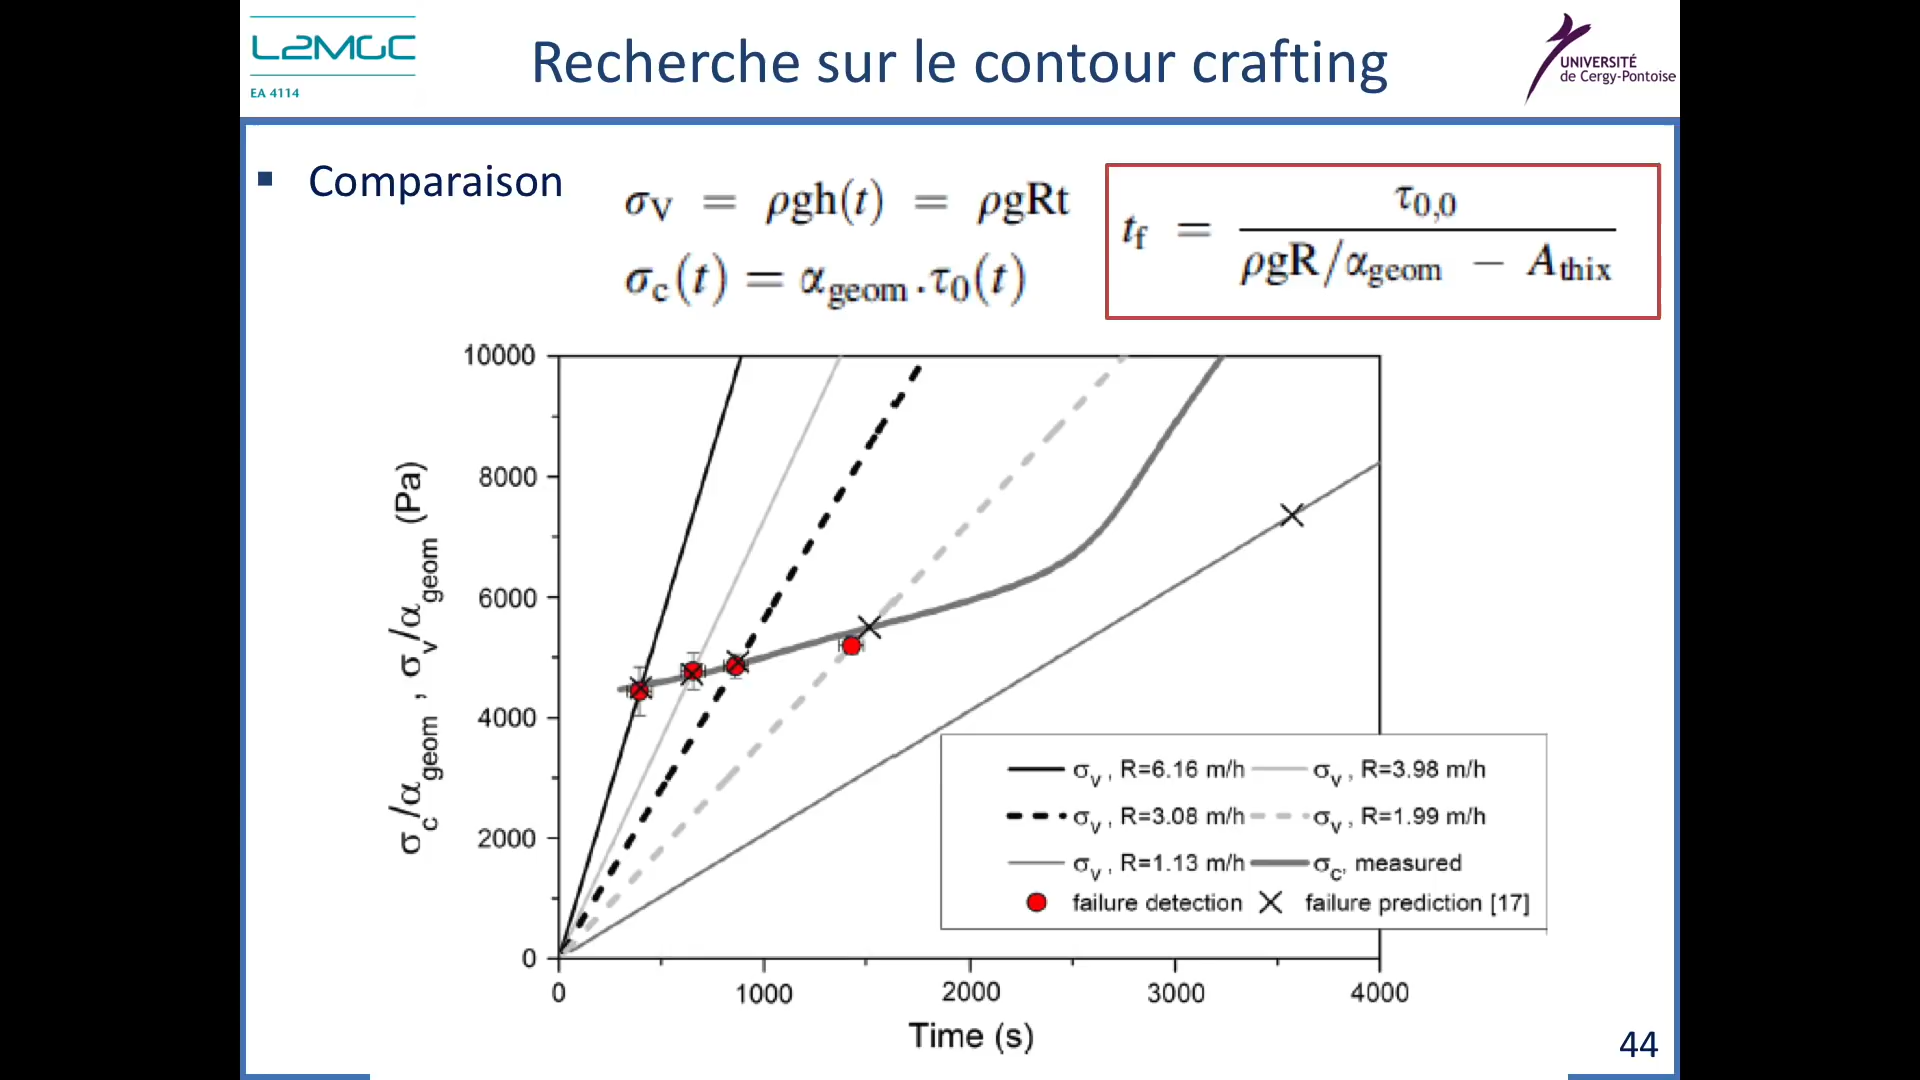 L2MGC
EA 4114
Recherche sur le contour crafting
UNIVERSITÉ
de Cergy-Pontoise
▪ Comparaison
σV = ρgh(t) = ρgRt
σc(t) = αgeom.τ0(t)
tf = τ0,0 / (ρgR/αgeom − Athix)
10000
8000
6000
4000
2000
0
σc/αgeom , σv/αgeom (Pa)
0 1000 2000 3000 4000
Time (s)
σv , R=6.16 m/h σv , R=3.98 m/h
σv , R=3.08 m/h σv , R=1.99 m/h
σv , R=1.13 m/h σc, measured
failure detection failure prediction [17]
44